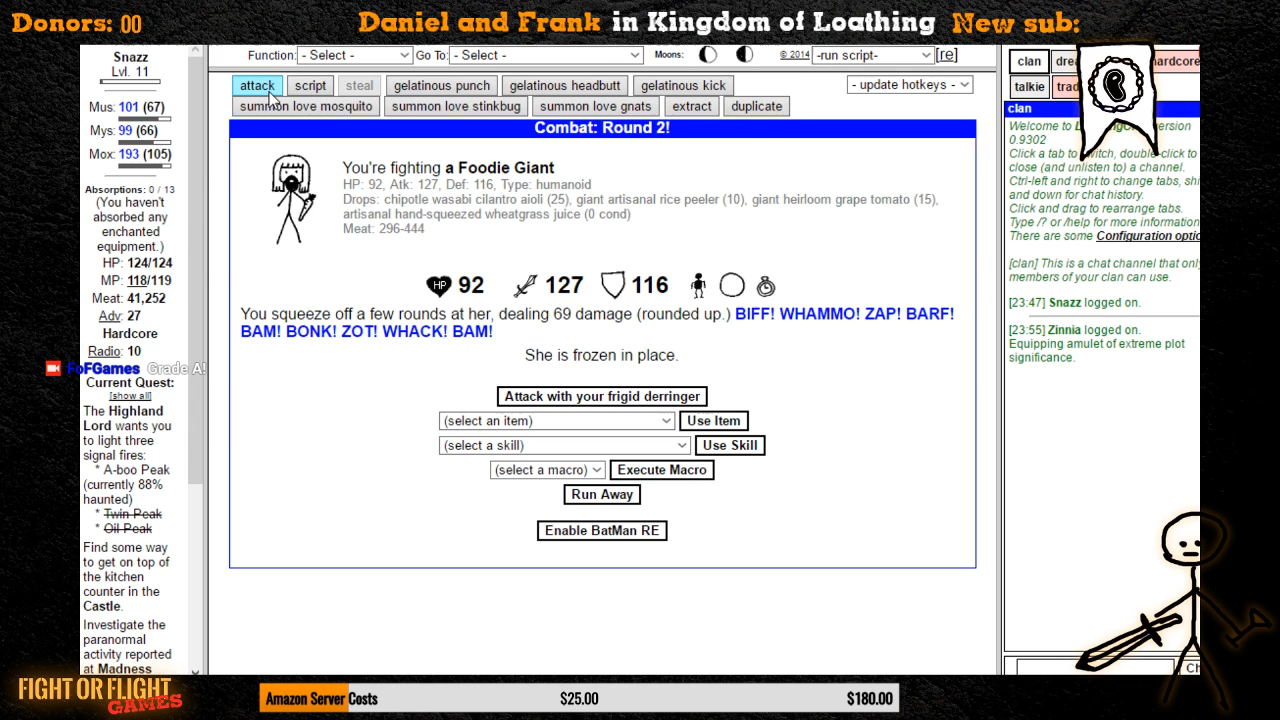 Donors: 00
Daniel and Frank in Kingdom of Loathing
New sub:
Snazz
Lvl. 11
Mus: 101 (67)
Mys: 99 (66)
Mox: 193 (105)
Absorptions: 0 / 13
(You haven't
absorbed any
enchanted
equipment.)
HP: 124/124
MP: 118/119
Meat: 41,252
Adv: 27
Hardcore
Radio: 10
FoFGames Grade A!
Current Quest:
[show all]
The Highland
Lord wants you
to light three
signal fires:
* A-boo Peak
(currently 88%
haunted)
* Twin Peak
* Oil Peak
Find some way
to get on top of
the kitchen
counter in the
Castle.
Investigate the
paranormal
activity reported
at Madness
Function: - Select - Go To: - Select - Moons: © 2014 -run script- [re]
attack script steal gelatinous punch gelatinous headbutt gelatinous kick - update hotkeys -
summon love mosquito summon love stinkbug summon love gnats extract duplicate
Combat: Round 2!
You're fighting a Foodie Giant
HP: 92, Atk: 127, Def: 116, Type: humanoid
Drops: chipotle wasabi cilantro aioli (25), giant artisanal rice peeler (10), giant heirloom grape tomato (15),
artisanal hand-squeezed wheatgrass juice (0 cond)
Meat: 296-444
HP 92 127 116
You squeeze off a few rounds at her, dealing 69 damage (rounded up.) BIFF! WHAMMO! ZAP! BARF!
BAM! BONK! ZOT! WHACK! BAM!
She is frozen in place.
Attack with your frigid derringer
(select an item) Use Item
(select a skill) Use Skill
(select a macro) Execute Macro
Run Away
Enable BatMan RE
clan
talkie
clan
Welcome to
0.9302
Click a tab to
close (and unlisten to) a channel.
Ctrl-left and right to change tabs,
and down for chat history.
Click and drag to rearrange tabs.
Type /? or /help for more information
There are some
[clan] This is a chat channel that only
members of your clan can use.
[23:47] Snazz logged on.
[23:55] Zinnia logged on.
Equipping amulet of extreme plot
significance.
FIGHT OR FLIGHT
GAMES
Amazon Server Costs $25.00 $180.00